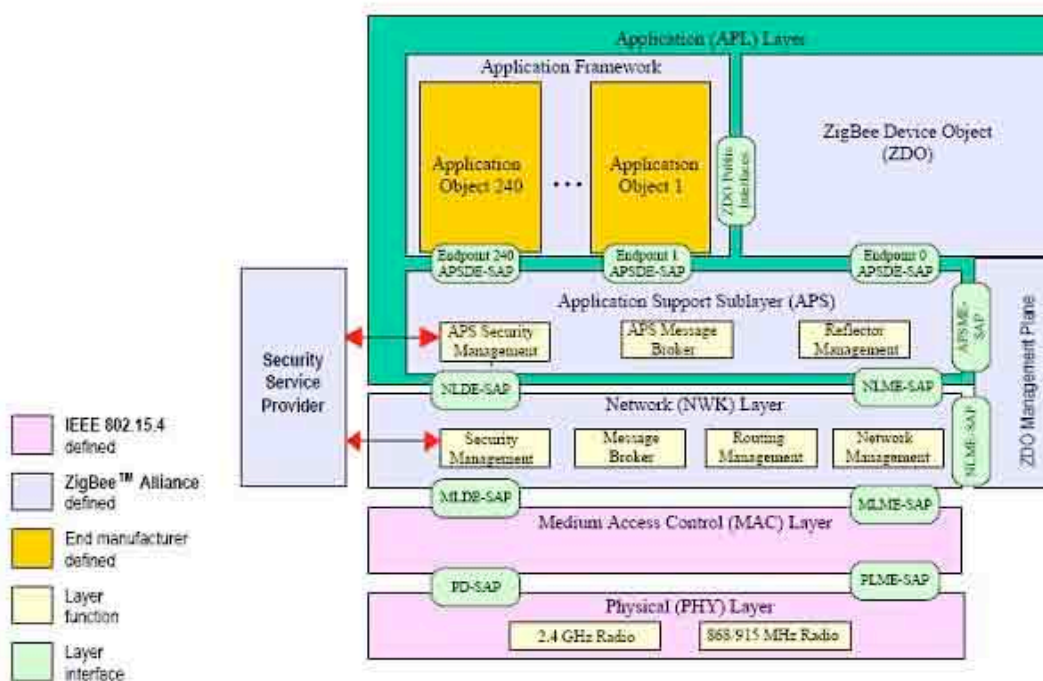 Application (APL) Layer
Application Framework
ZigBee Device Object
(ZDO)
Application
Object 240
...
Application
Object 1
ZDO Public
Interfaces
Endpoint 240
APSDE-SAP
Endpoint 1
APSDE-SAP
Endpoint 0
APSDE-SAP
Application Support Sublayer (APS)
APS Security
Management
APS Message
Broker
Reflector
Management
APSME-
SAP
Security
Service
Provider
NLDE-SAP
NLME-SAP
Network (NWK) Layer
Security
Management
Message
Broker
Routing
Management
Network
Management
NLME-SAP
ZDO Management Plane
MLDE-SAP
MLME-SAP
Medium Access Control (MAC) Layer
PD-SAP
PLME-SAP
Physical (PHY) Layer
2.4 GHz Radio
868/915 MHz Radio
IEEE 802.15.4
defined
ZigBee™ Alliance
defined
End manufacturer
defined
Layer
function
Layer
interface